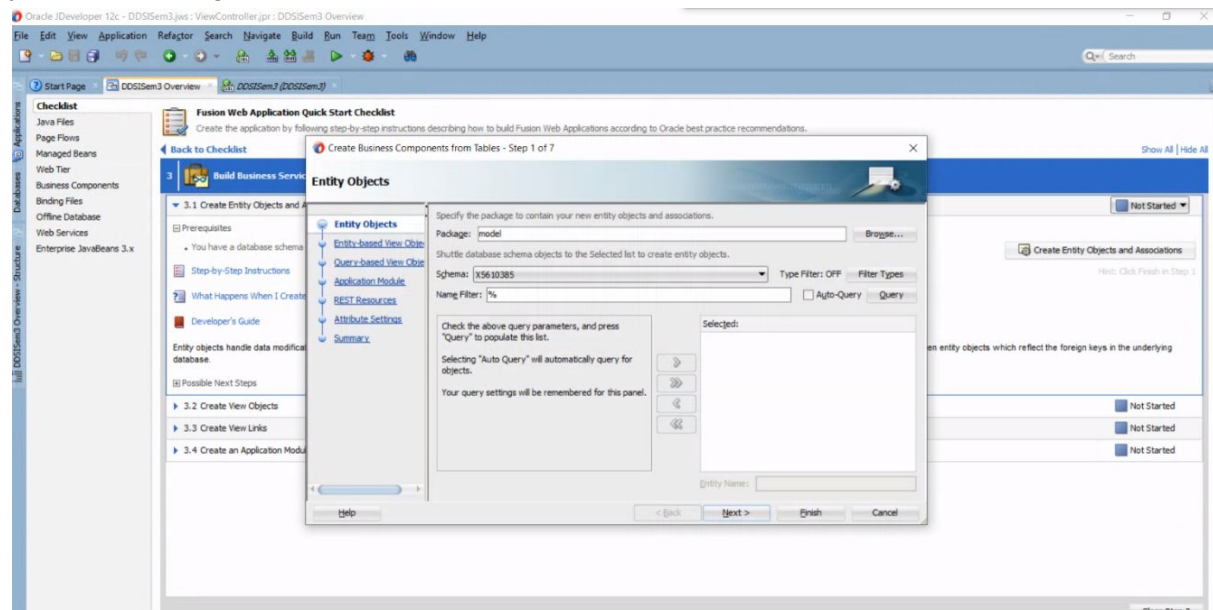 Oracle JDeveloper 12c - DDSISem3.jws : ViewController.jpr : DDSISem3 Overview
File Edit View Application Refactor Search Navigate Build Run Team Tools Window Help
Search
Start Page DDSISem3 Overview DDSISem3 (DDSISem3)
Applications
Databases
Structure
DDSISem3 Overview - Structure
Checklist
Java Files
Page Flows
Managed Beans
Web Tier
Business Components
Binding Files
Offline Database
Web Services
Enterprise JavaBeans 3.x
Fusion Web Application Quick Start Checklist
Create the application by following step-by-step instructions describing how to build Fusion Web Applications according to Oracle best practice recommendations.
Back to Checklist
Show All | Hide All
3 Build Business Servic
3.1 Create Entity Objects and A
Not Started
Prerequisites
You have a database schema
Create Entity Objects and Associations
Hint: Click Finish in Step 1
Step-by-Step Instructions
What Happens When I Create
Developer's Guide
Entity objects handle data modificat
en entity objects which reflect the foreign keys in the underlying
database.
Possible Next Steps
3.2 Create View Objects
Not Started
3.3 Create View Links
Not Started
3.4 Create an Application Modul
Not Started
Create Business Components from Tables - Step 1 of 7
Entity Objects
Entity Objects
Entity-based View Obje
Query-based View Obje
Application Module
REST Resources
Attribute Settings
Summary
Specify the package to contain your new entity objects and associations.
Package: model Browse...
Shuttle database schema objects to the Selected list to create entity objects.
Schema: X5610385 Type Filter: OFF Filter Types
Name Filter: % Auto-Query Query
Check the above query parameters, and press
"Query" to populate this list.
Selecting "Auto Query" will automatically query for
objects.
Your query settings will be remembered for this panel.
Selected:
Entity Name:
Help < Back Next > Finish Cancel